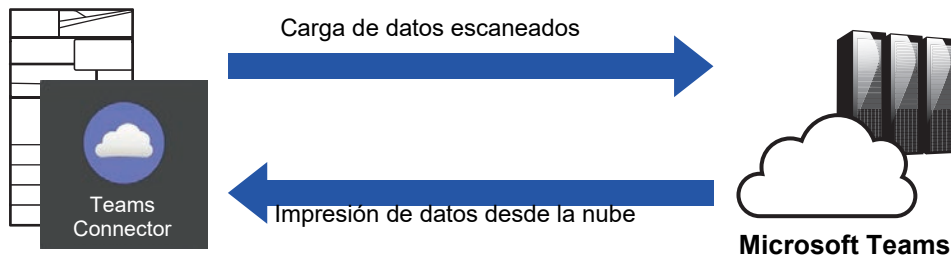 Carga de datos escaneados
Teams
Connector
Impresión de datos desde la nube
Microsoft Teams